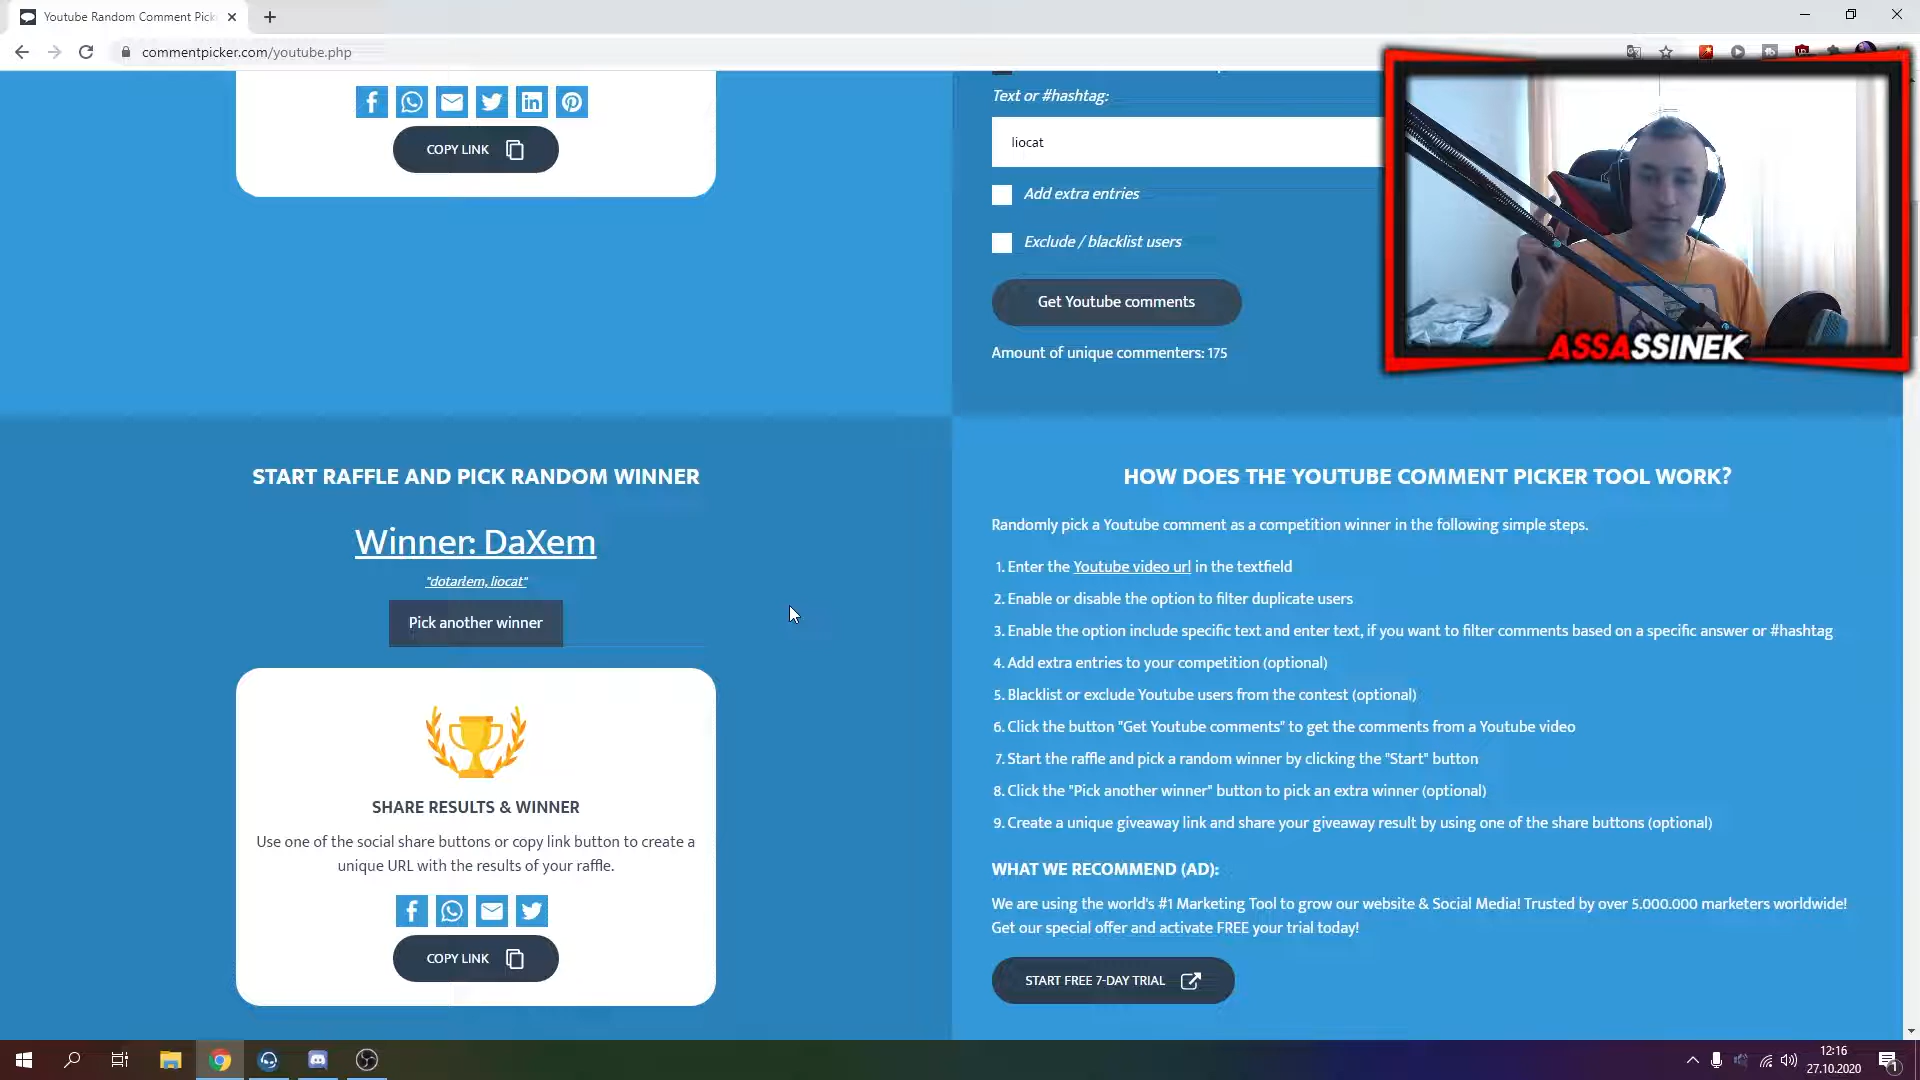 Youtube Random Comment Pick
commentpicker.com/youtube.php
COPY LINK
Text or #hashtag:
liocat
Add extra entries
Exclude / blacklist users
Get Youtube comments
Amount of unique commenters: 175
ASSASSINEK
START RAFFLE AND PICK RANDOM WINNER
Winner: DaXem
"dotarłem, liocat"
Pick another winner
SHARE RESULTS & WINNER
Use one of the social share buttons or copy link button to create a
unique URL with the results of your raffle.
COPY LINK
HOW DOES THE YOUTUBE COMMENT PICKER TOOL WORK?
Randomly pick a Youtube comment as a competition winner in the following simple steps.
1. Enter the Youtube video url in the textfield
2. Enable or disable the option to filter duplicate users
3. Enable the option include specific text and enter text, if you want to filter comments based on a specific answer or #hashtag
4. Add extra entries to your competition (optional)
5. Blacklist or exclude Youtube users from the contest (optional)
6. Click the button "Get Youtube comments" to get the comments from a Youtube video
7. Start the raffle and pick a random winner by clicking the "Start" button
8. Click the "Pick another winner" button to pick an extra winner (optional)
9. Create a unique giveaway link and share your giveaway result by using one of the share buttons (optional)
WHAT WE RECOMMEND (AD):
We are using the world's #1 Marketing Tool to grow our website & Social Media! Trusted by over 5.000.000 marketers worldwide!
Get our special offer and activate FREE your trial today!
START FREE 7-DAY TRIAL
12:16
27.10.2020